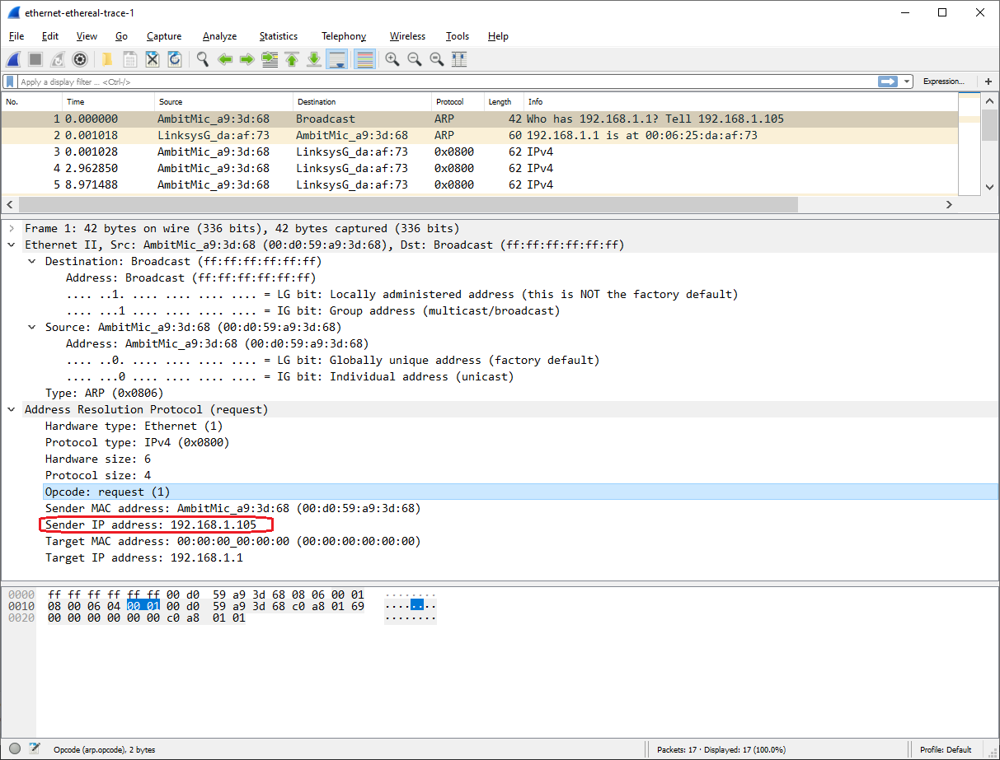 ethernet-ethereal-trace-1
File Edit View Go Capture Analyze Statistics Telephony Wireless Tools Help
Apply a display filter ... <Ctrl-/> Expression... +
No. Time Source Destination Protocol Length Info
1 0.000000 AmbitMic_a9:3d:68 Broadcast ARP 42 Who has 192.168.1.1? Tell 192.168.1.105
2 0.001018 LinksysG_da:af:73 AmbitMic_a9:3d:68 ARP 60 192.168.1.1 is at 00:06:25:da:af:73
3 0.001028 AmbitMic_a9:3d:68 LinksysG_da:af:73 0x0800 62 IPv4
4 2.962850 AmbitMic_a9:3d:68 LinksysG_da:af:73 0x0800 62 IPv4
5 8.971488 AmbitMic_a9:3d:68 LinksysG_da:af:73 0x0800 62 IPv4
Frame 1: 42 bytes on wire (336 bits), 42 bytes captured (336 bits)
Ethernet II, Src: AmbitMic_a9:3d:68 (00:d0:59:a9:3d:68), Dst: Broadcast (ff:ff:ff:ff:ff:ff)
Destination: Broadcast (ff:ff:ff:ff:ff:ff)
Address: Broadcast (ff:ff:ff:ff:ff:ff)
.... ..1. .... .... .... .... = LG bit: Locally administered address (this is NOT the factory default)
.... ...1 .... .... .... .... = IG bit: Group address (multicast/broadcast)
Source: AmbitMic_a9:3d:68 (00:d0:59:a9:3d:68)
Address: AmbitMic_a9:3d:68 (00:d0:59:a9:3d:68)
.... ..0. .... .... .... .... = LG bit: Globally unique address (factory default)
.... ...0 .... .... .... .... = IG bit: Individual address (unicast)
Type: ARP (0x0806)
Address Resolution Protocol (request)
Hardware type: Ethernet (1)
Protocol type: IPv4 (0x0800)
Hardware size: 6
Protocol size: 4
Opcode: request (1)
Sender MAC address: AmbitMic_a9:3d:68 (00:d0:59:a9:3d:68)
Sender IP address: 192.168.1.105
Target MAC address: 00:00:00_00:00:00 (00:00:00:00:00:00)
Target IP address: 192.168.1.1
0000 ff ff ff ff ff ff 00 d0 59 a9 3d 68 08 06 00 01 ........
0010 08 00 06 04 00 01 00 d0 59 a9 3d 68 c0 a8 01 69 ........
0020 00 00 00 00 00 00 c0 a8 01 01 ........
Opcode (arp.opcode), 2 bytes Packets: 17 · Displayed: 17 (100.0%) Profile: Default